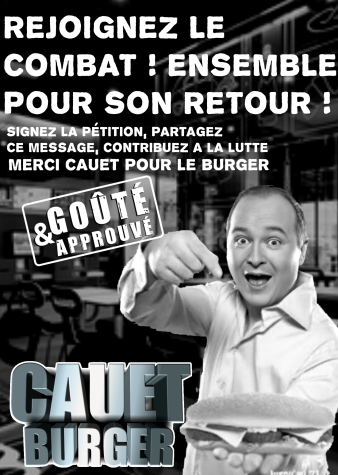 REJOIGNEZ LE
COMBAT ! ENSEMBLE
POUR SON RETOUR !
SIGNEZ LA PÉTITION, PARTAGEZ
CE MESSAGE, CONTRIBUEZ A LA LUTTE
MERCI CAUET POUR LE BURGER
GOÛTÉ
& APPROUVÉ
CAUET
BURGER